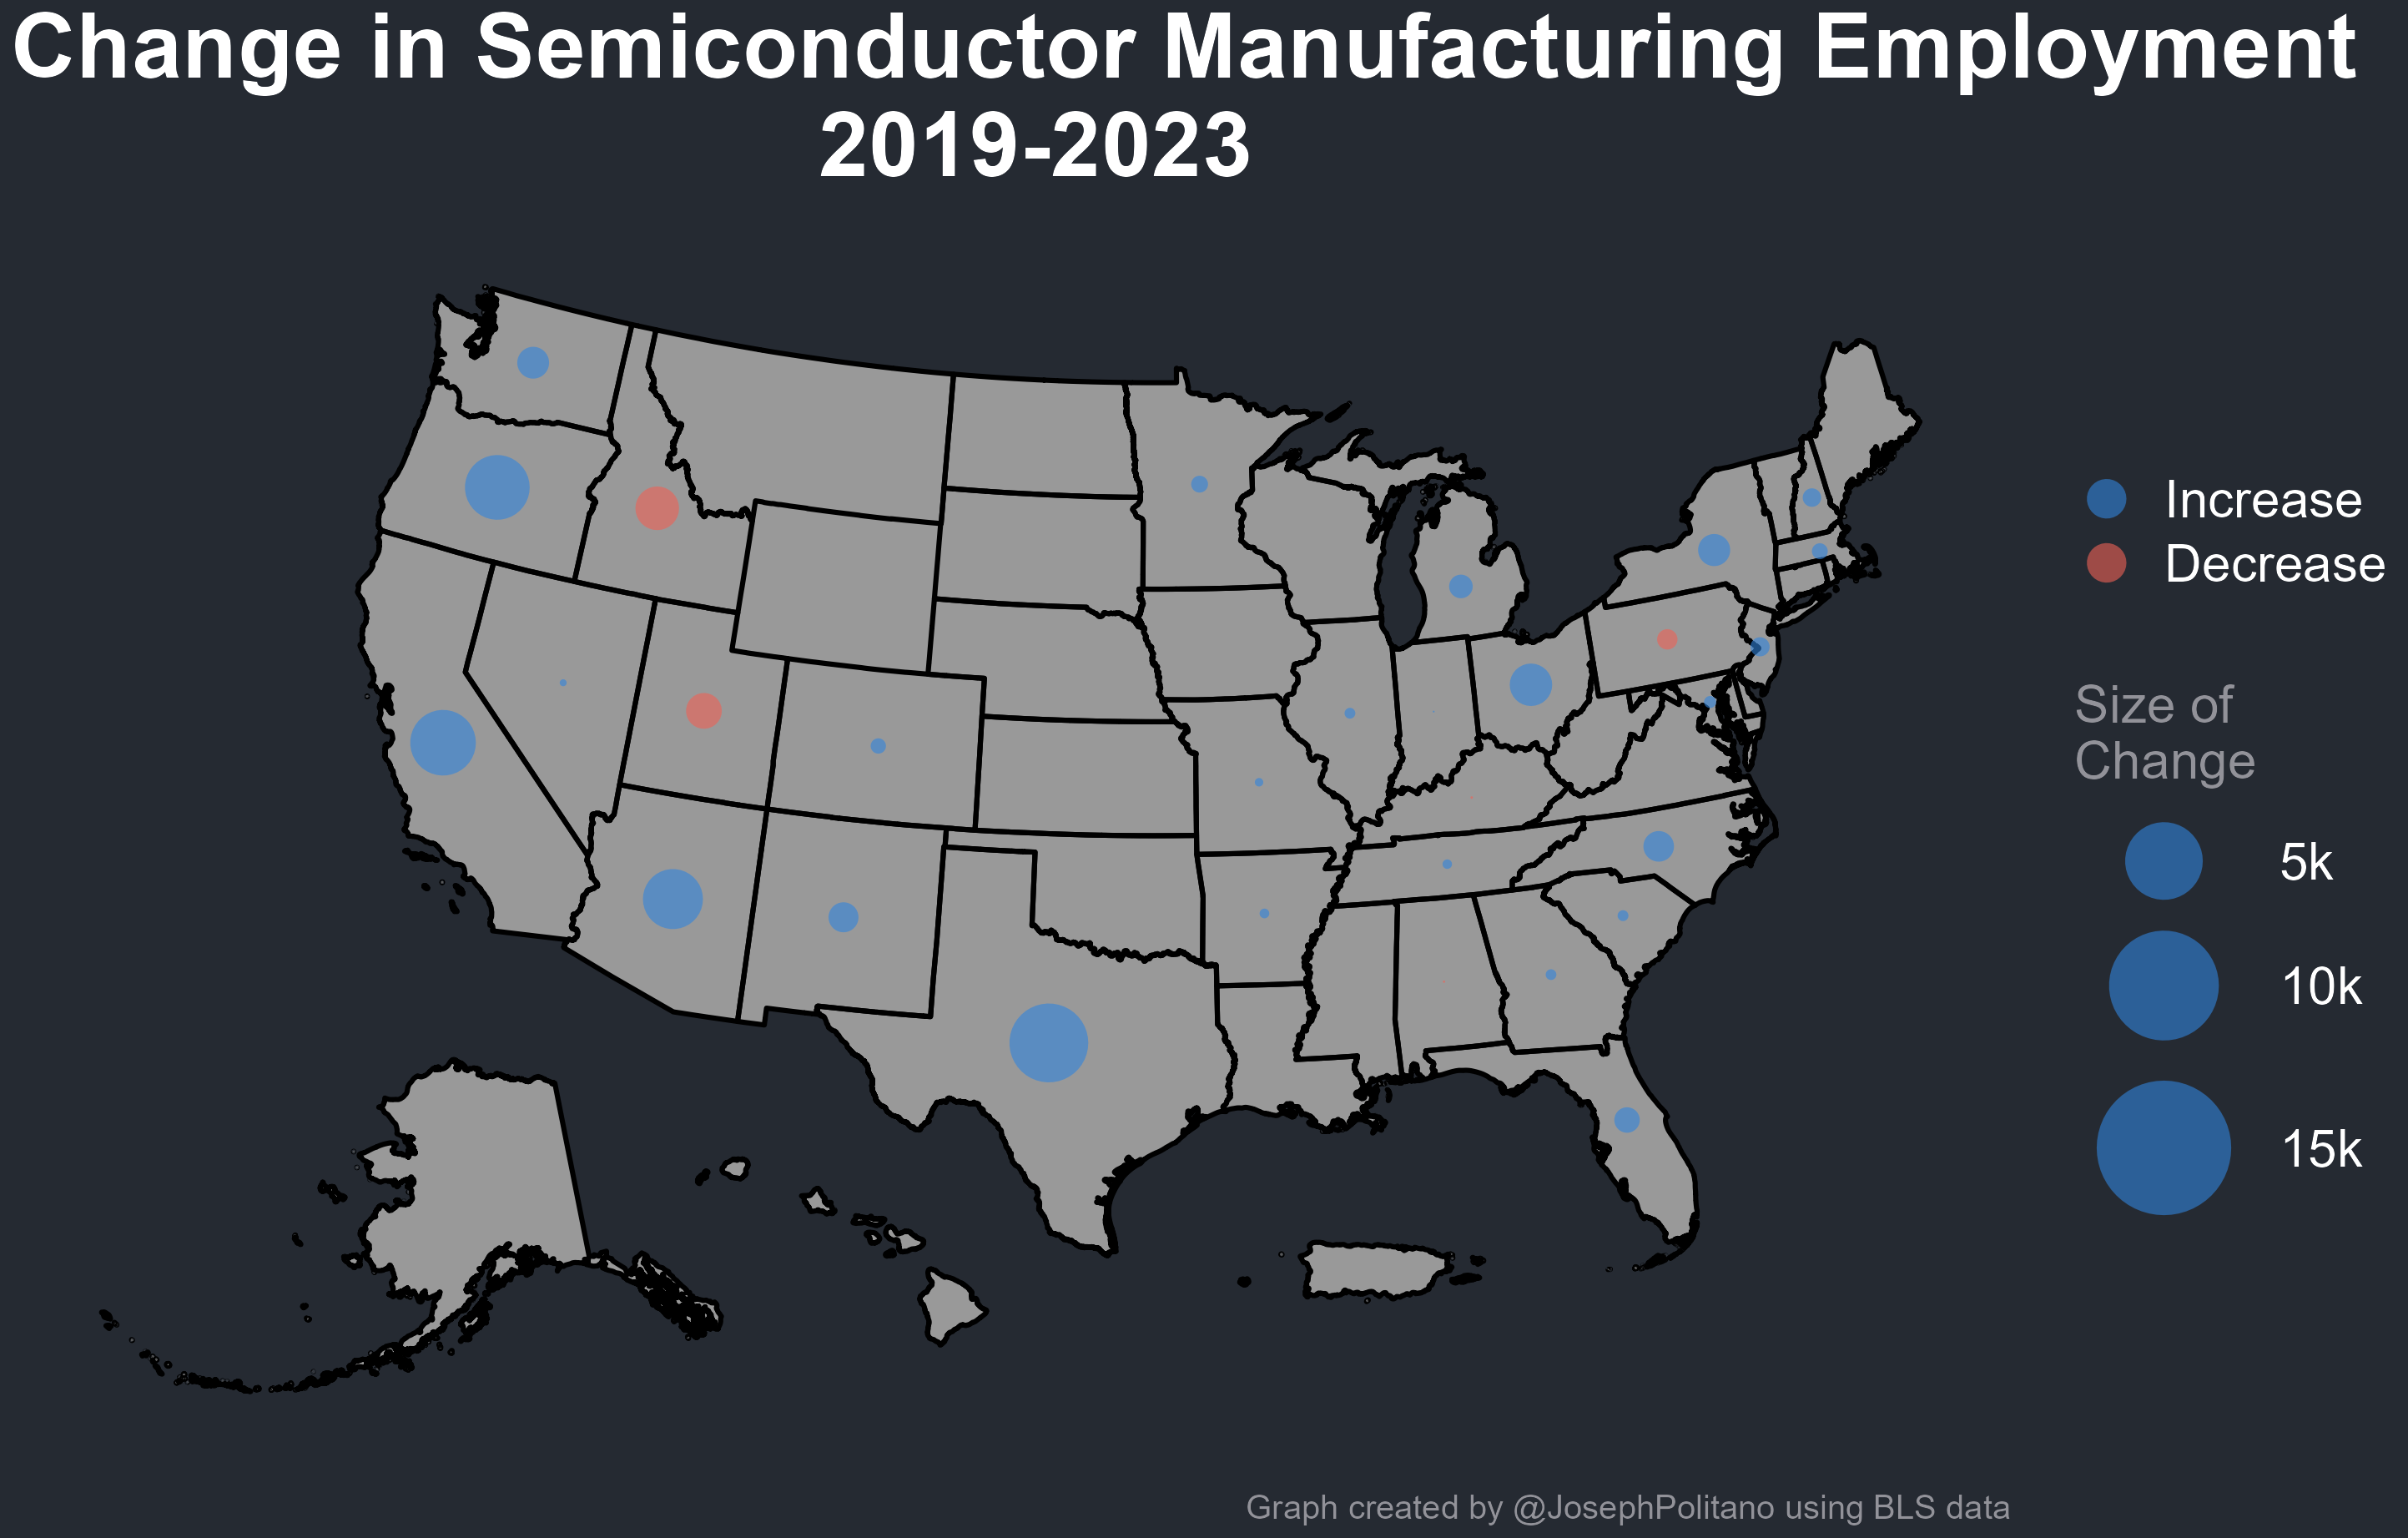 Change in Semiconductor Manufacturing Employment
2019-2023
Increase
Decrease
Size of
Change
5k
10k
15k
Graph created by @JosephPolitano using BLS data